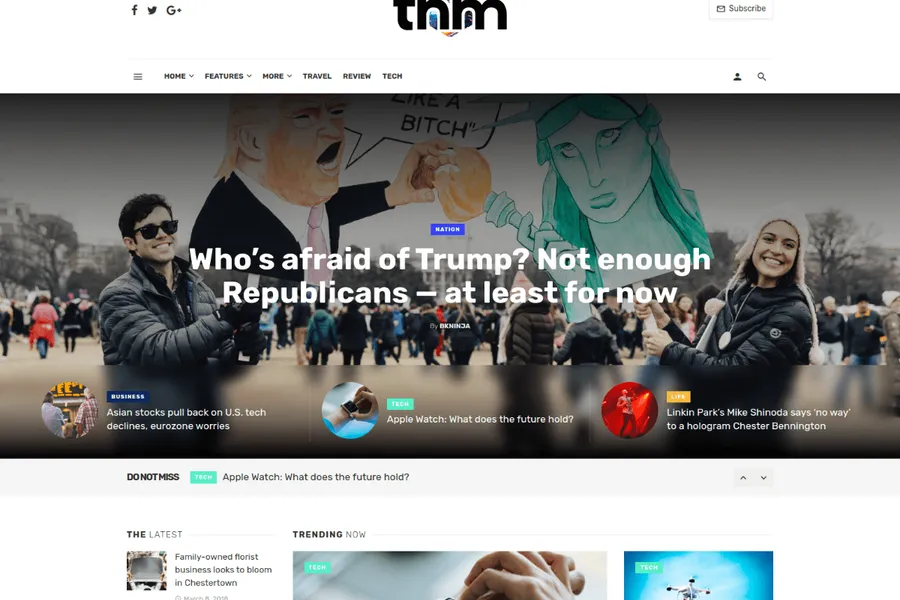 thm
Subscribe
HOME
FEATURES
MORE
TRAVEL
REVIEW
TECH
LIKE A
BITCH"
NATION
Who's afraid of Trump? Not enough
Republicans — at least for now
By BKNINJA
BUSINESS
Asian stocks pull back on U.S. tech
declines, eurozone worries
TECH
Apple Watch: What does the future hold?
LIFE
Linkin Park's Mike Shinoda says 'no way'
to a hologram Chester Bennington
DO NOT MISS
TECH
Apple Watch: What does the future hold?
THE LATEST
Family-owned florist
business looks to bloom
in Chestertown
March 8, 2018
TRENDING NOW
TECH
TECH